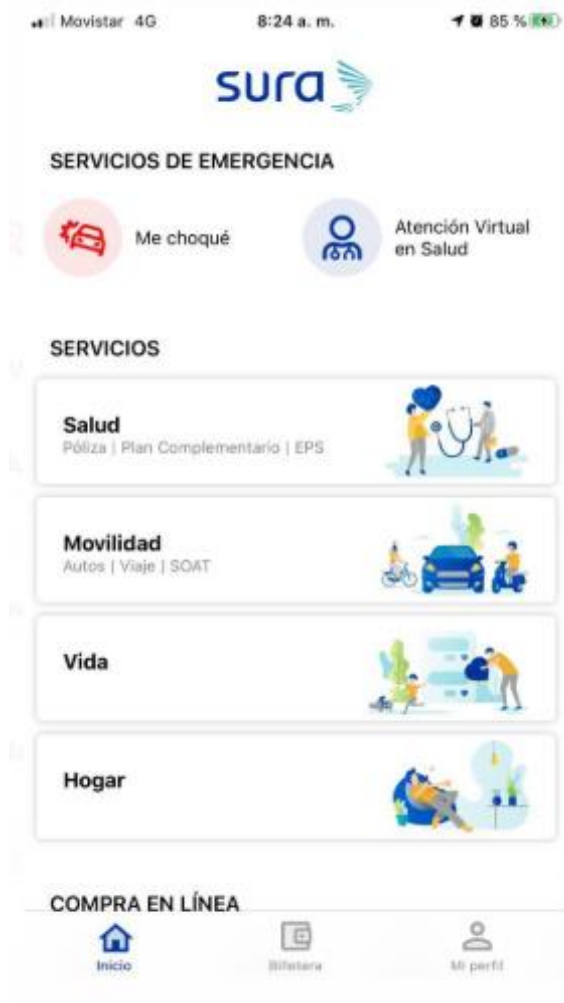 Movistar 4G 8:24 a. m. 85 %
sura
SERVICIOS DE EMERGENCIA
Me choqué
Atención Virtual
en Salud
SERVICIOS
Salud
Póliza | Plan Complementario | EPS
Movilidad
Autos | Viaje | SOAT
Vida
Hogar
COMPRA EN LÍNEA
Inicio Billetera Mi perfil